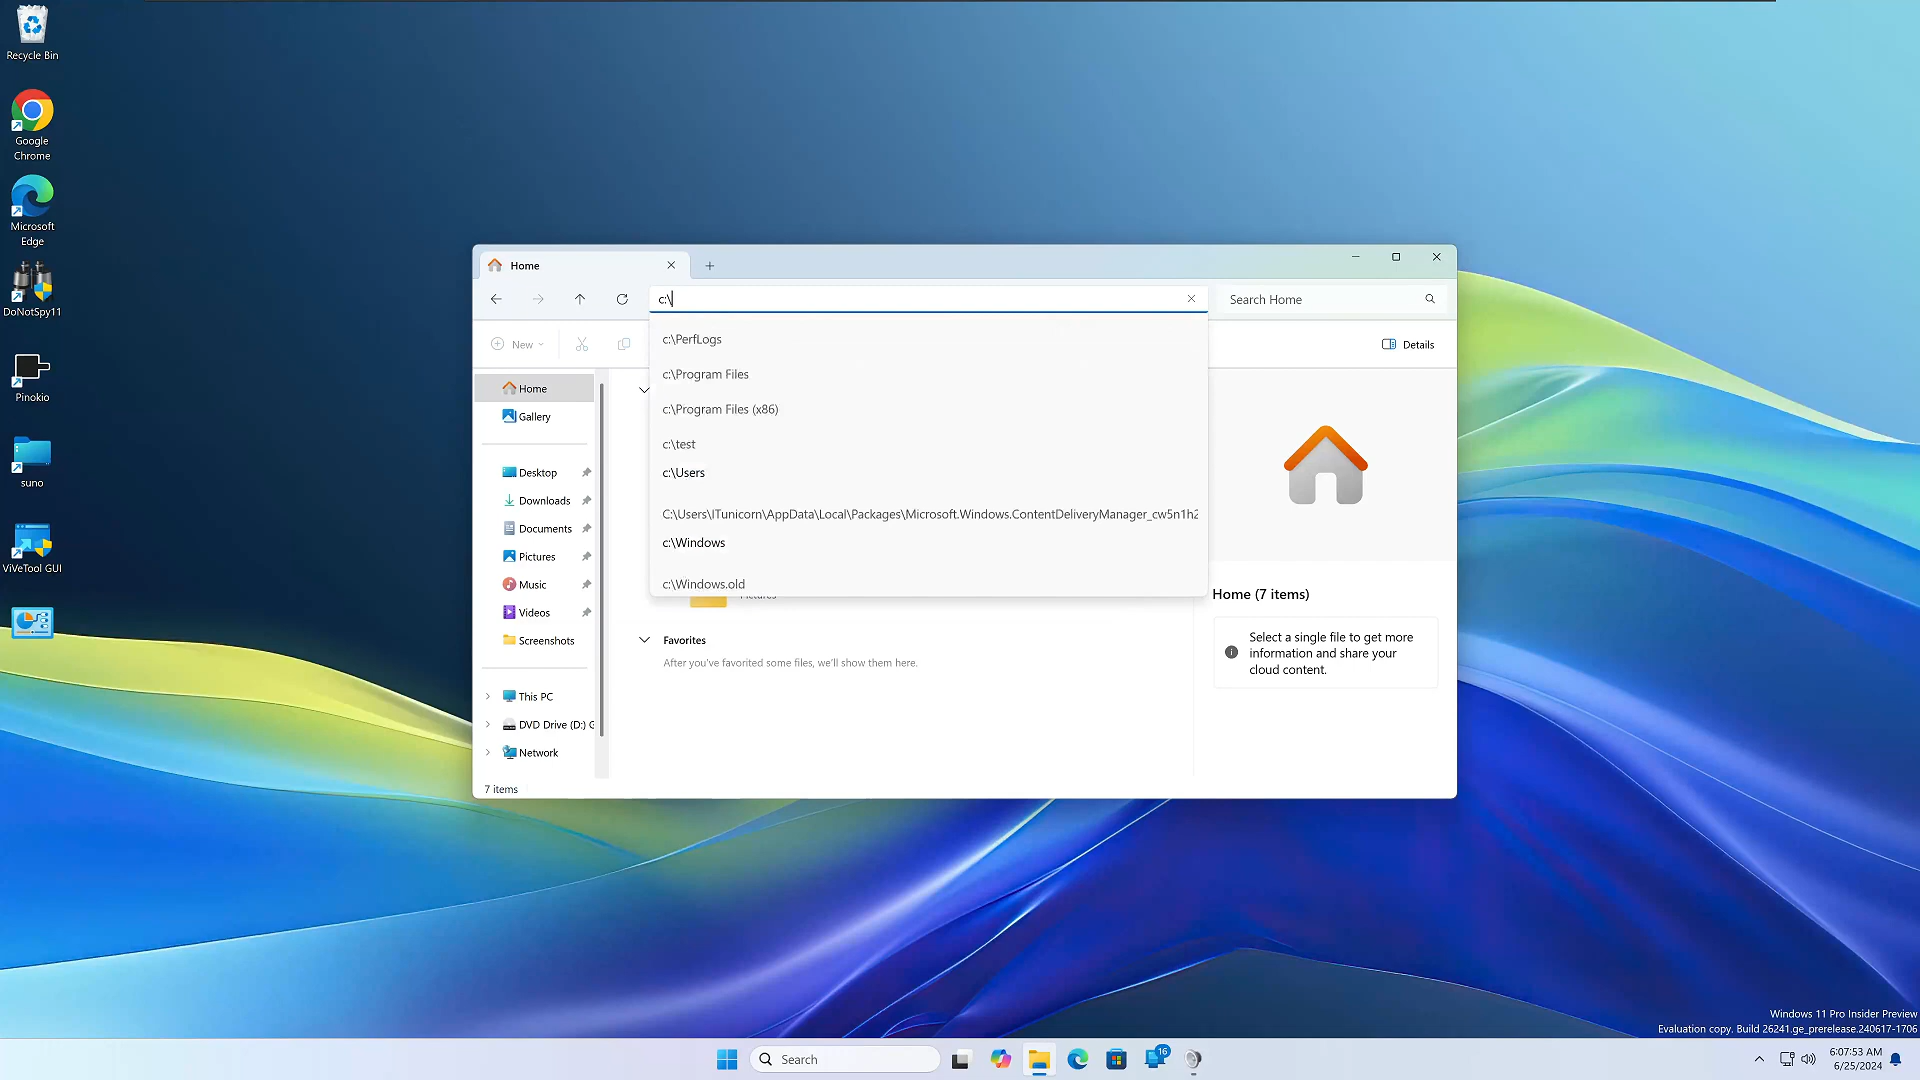 Recycle Bin
Google
Chrome
Microsoft
Edge
DoNotSpy11
Pinokio
suno
ViVeTool GUI
Home
c:\
Search Home
New
Details
c:\PerfLogs
c:\Program Files
c:\Program Files (x86)
c:\test
c:\Users
C:\Users\ITunicorn\AppData\Local\Packages\Microsoft.Windows.ContentDeliveryManager_cw5n1h2
c:\Windows
c:\Windows.old
Home
Gallery
Desktop
Downloads
Documents
Pictures
Music
Videos
Screenshots
This PC
DVD Drive (D:) G
Network
7 items
Pictures
Favorites
After you've favorited some files, we'll show them here.
Home (7 items)
Select a single file to get more
information and share your
cloud content.
Windows 11 Pro Insider Preview
Evaluation copy. Build 26241.ge_prerelease.240617-1706
Search
16
6:07:53 AM
6/25/2024